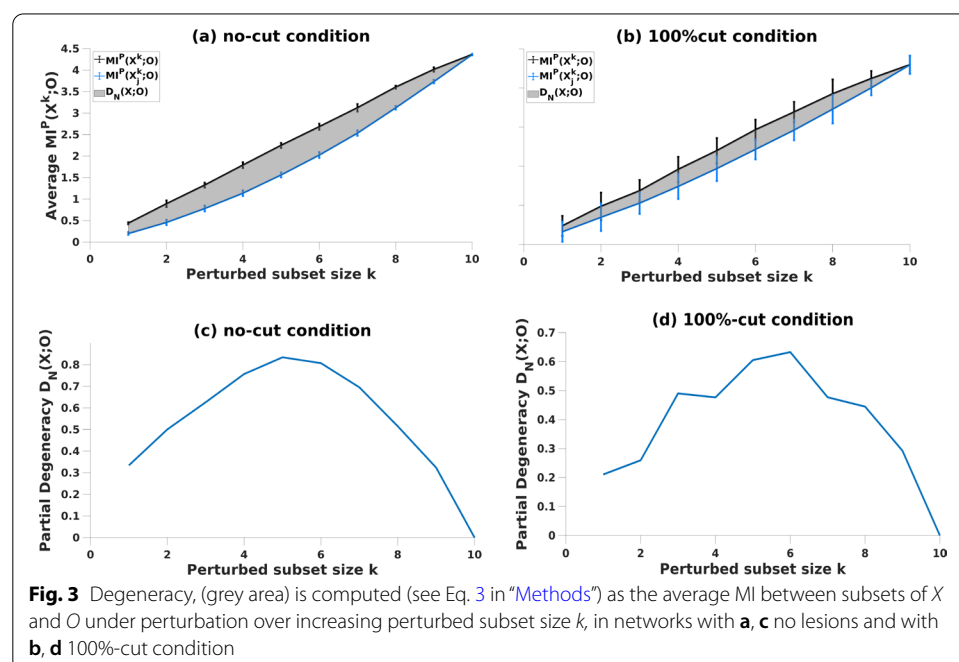 (a) no-cut condition
MI^P(X^k;O)
MI^P(X_j^k;O)
D_N(X;O)
Average MI^P(X^k;O)
4.5
4
3.5
3
2.5
2
1.5
1
0.5
0
0 2 4 6 8 10
Perturbed subset size k
(b) 100%cut condition
MI^P(X^k;O)
MI^P(X_j^k;O)
D_N(X;O)
0 2 4 6 8 10
Perturbed subset size k
(c) no-cut condition
Partial Degeneracy D_N(X;O)
0.8
0.7
0.6
0.5
0.4
0.3
0.2
0.1
0
0 2 4 6 8 10
Perturbed subset size k
(d) 100%-cut condition
Partial Degeneracy D_N(X;O)
0.7
0.6
0.5
0.4
0.3
0.2
0.1
0
0 2 4 6 8 10
Perturbed subset size k
Fig. 3 Degeneracy, (grey area) is computed (see Eq. 3 in “Methods”) as the average MI between subsets of X
and O under perturbation over increasing perturbed subset size k, in networks with a, c no lesions and with
b, d 100%-cut condition